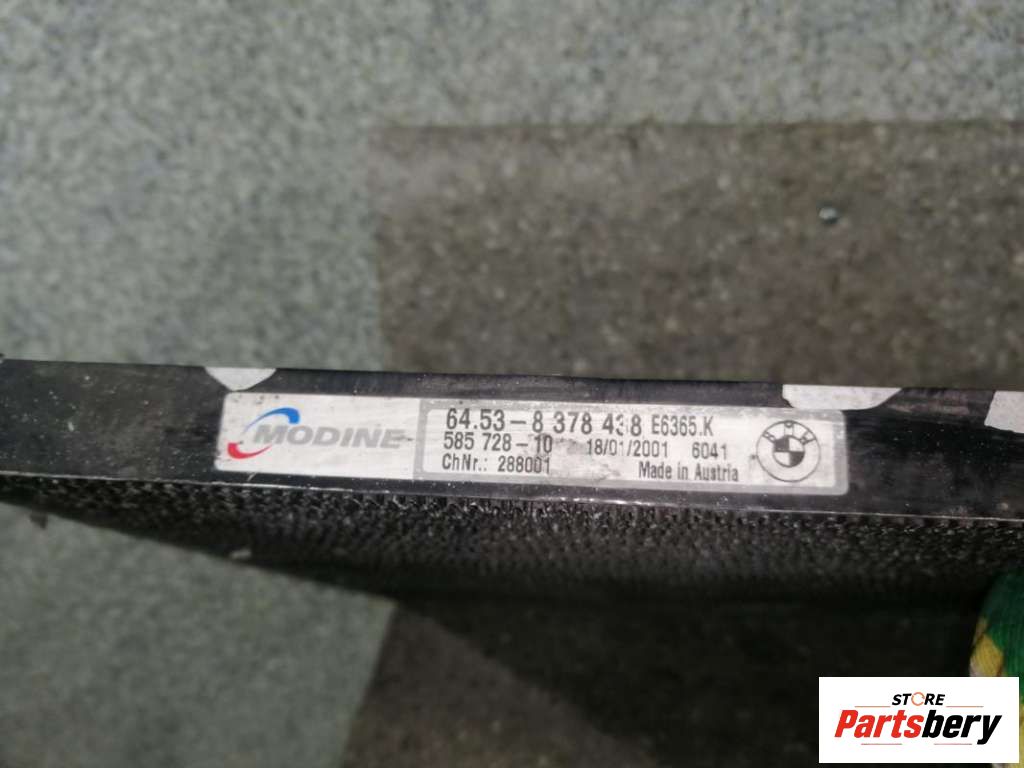 MODINE
64.53-8 378 438 E6365.K
585 728-10 18/01/2001 6041
ChNr.: 288001 Made in Austria
BMW
STORE
Partsbery